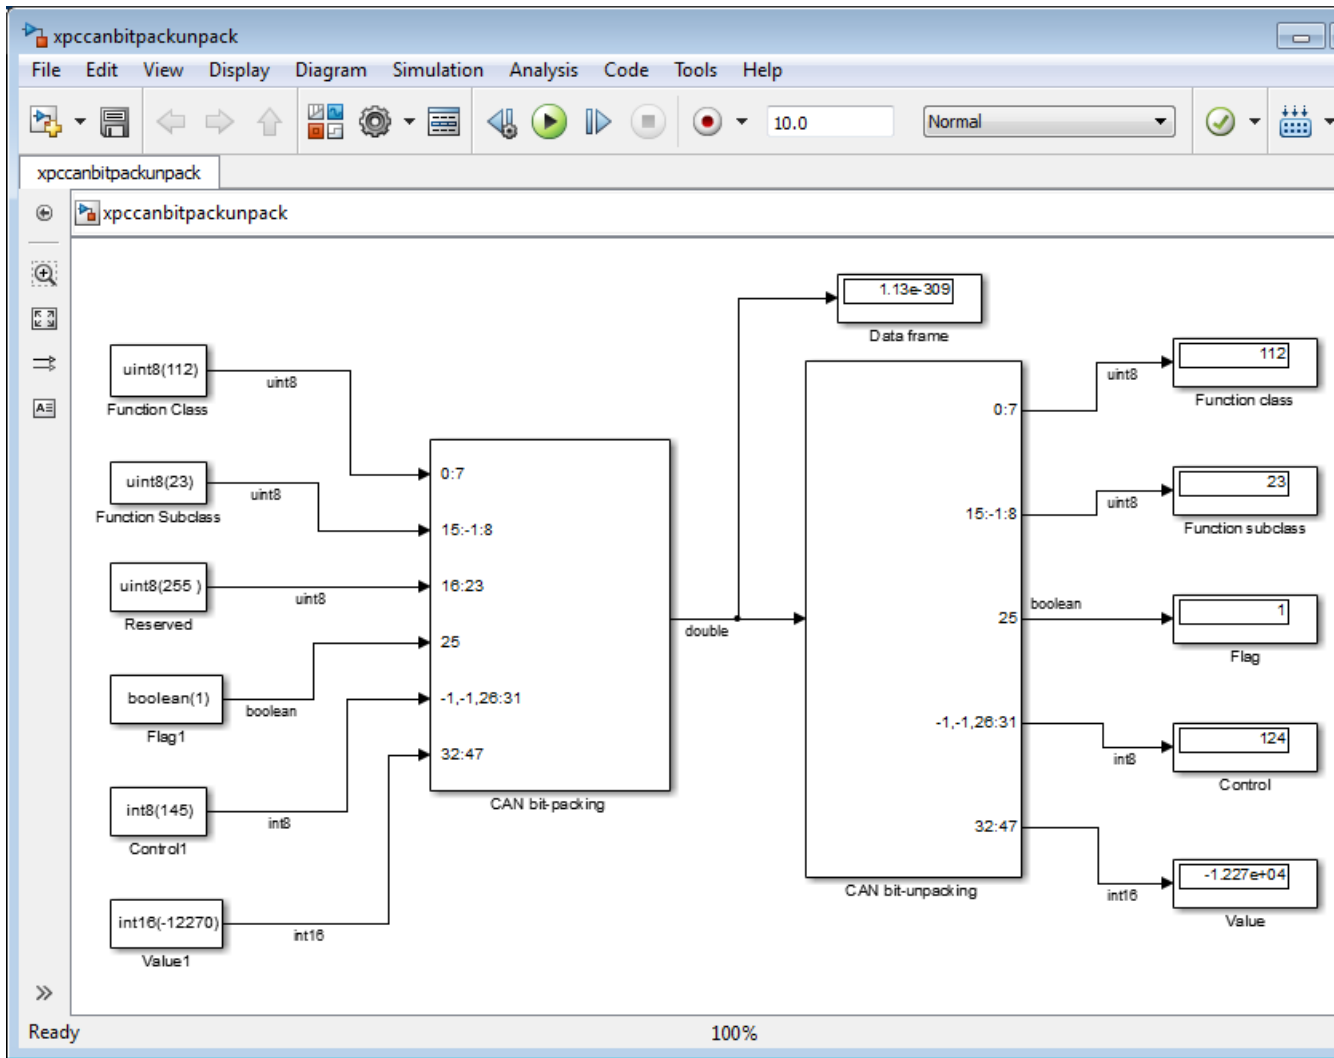 xpccanbitpackunpack
File Edit View Display Diagram Simulation Analysis Code Tools Help
10.0 Normal
xpccanbitpackunpack
xpccanbitpackunpack
1.13e-309
Data frame
uint8(112)
uint8
Function Class
112
uint8
Function class
0:7
0:7
uint8(23)
uint8
Function Subclass
15:-1:8
23
uint8
Function subclass
15:-1:8
uint8(255 )
uint8
Reserved
16:23
double
boolean
1
Flag
25
25
boolean(1)
boolean
Flag1
-1,-1,26:31
-1,-1,26:31
124
int8
Control
32:47
CAN bit-packing
int8(145)
int8
Control1
32:47
CAN bit-unpacking
-1.227e+04
int16
Value
int16(-12270)
int16
Value1
Ready 100%